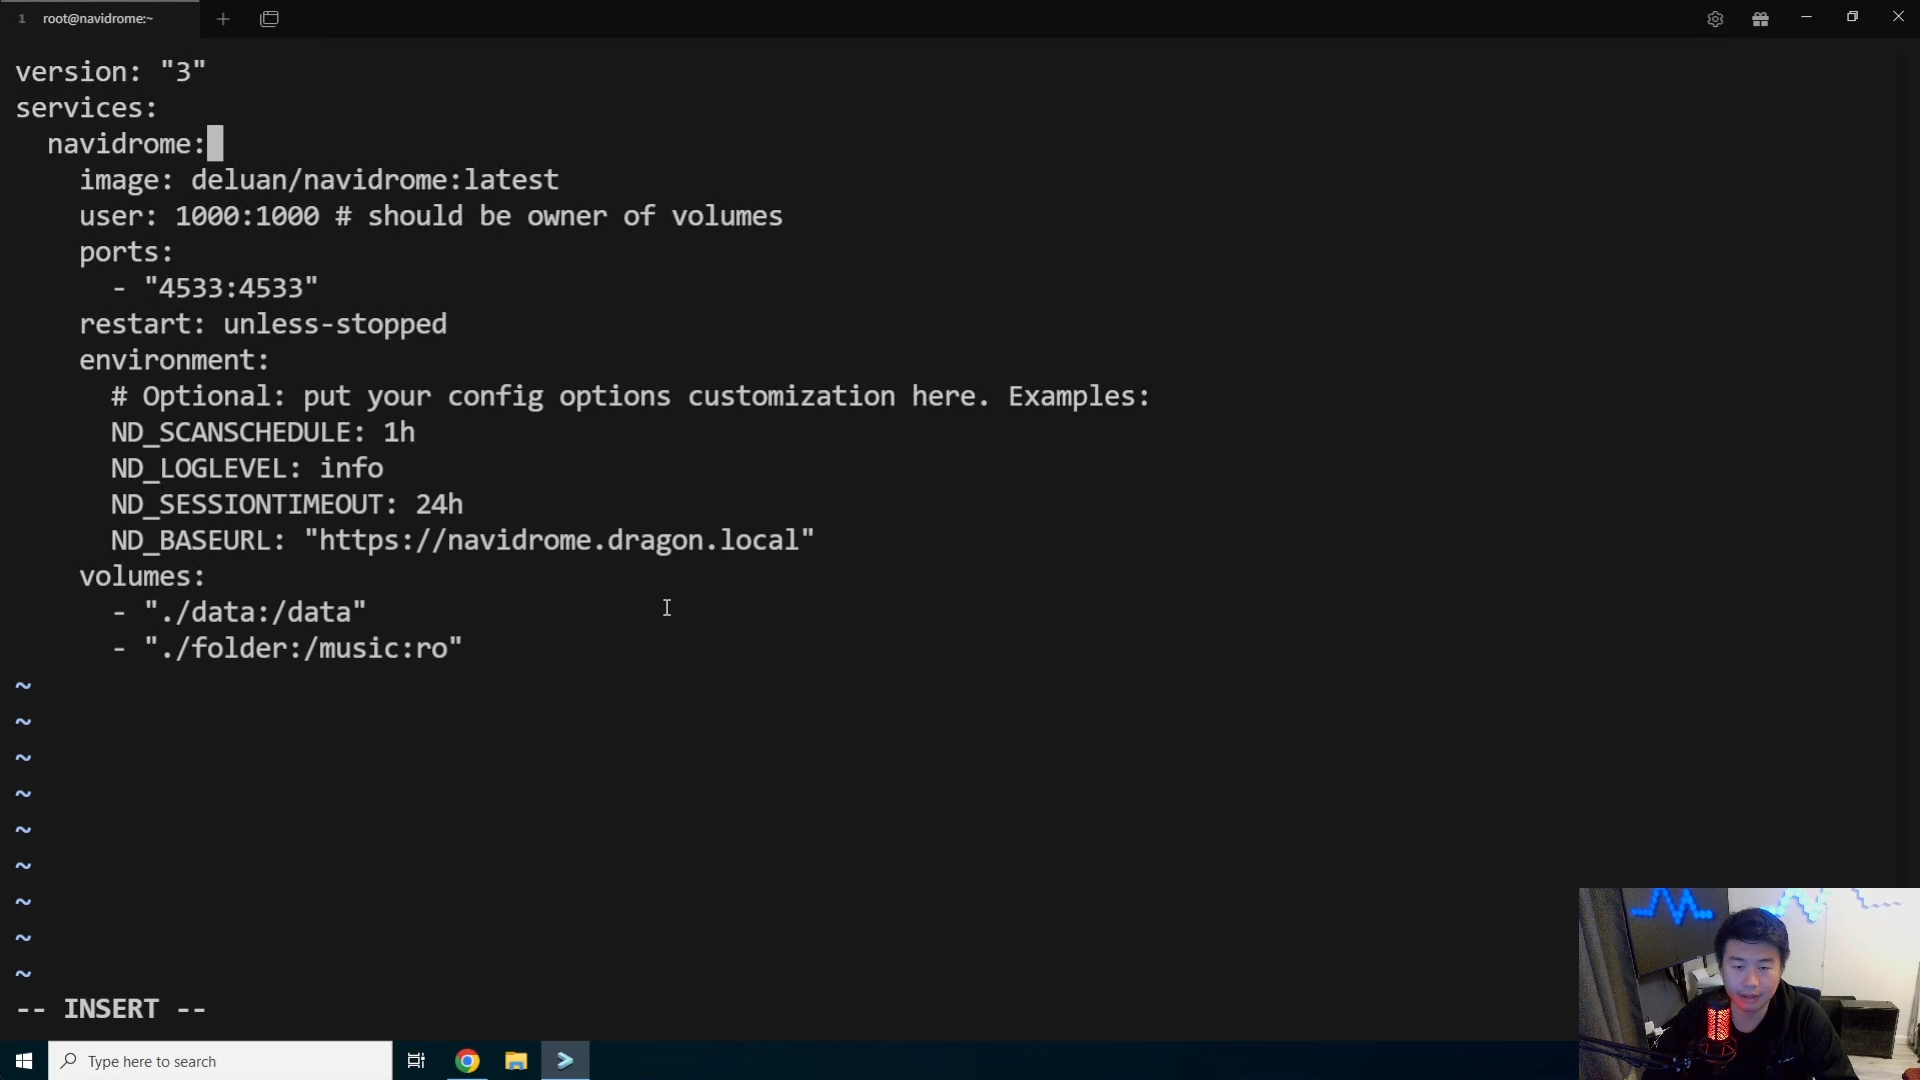 1 root@navidrome:~
version: "3"
services:
  navidrome:
    image: deluan/navidrome:latest
    user: 1000:1000 # should be owner of volumes
    ports:
      - "4533:4533"
    restart: unless-stopped
    environment:
      # Optional: put your config options customization here. Examples:
      ND_SCANSCHEDULE: 1h
      ND_LOGLEVEL: info
      ND_SESSIONTIMEOUT: 24h
      ND_BASEURL: "https://navidrome.dragon.local"
    volumes:
      - "./data:/data"
      - "./folder:/music:ro"
~
~
~
~
~
~
~
~
~
-- INSERT --
Type here to search